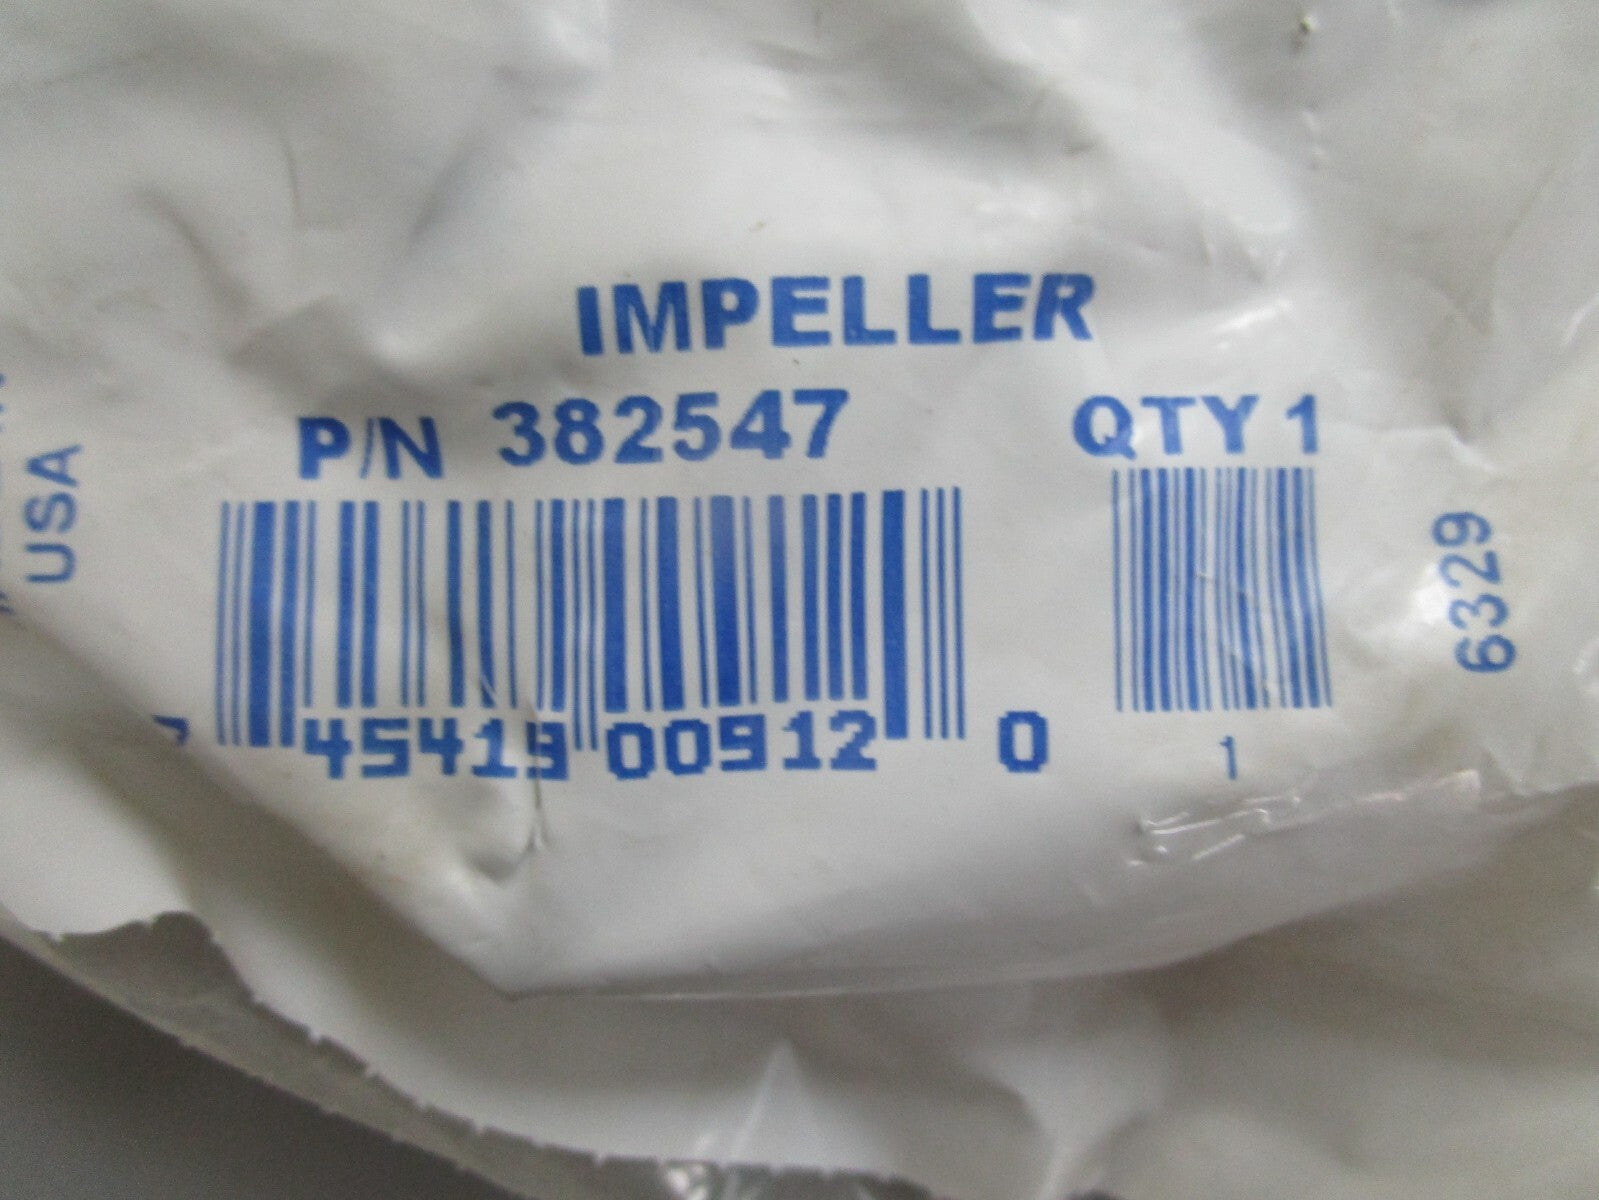 IMPELLER
P/N 382547 QTY 1
45419 00912 0
1
6329
USA